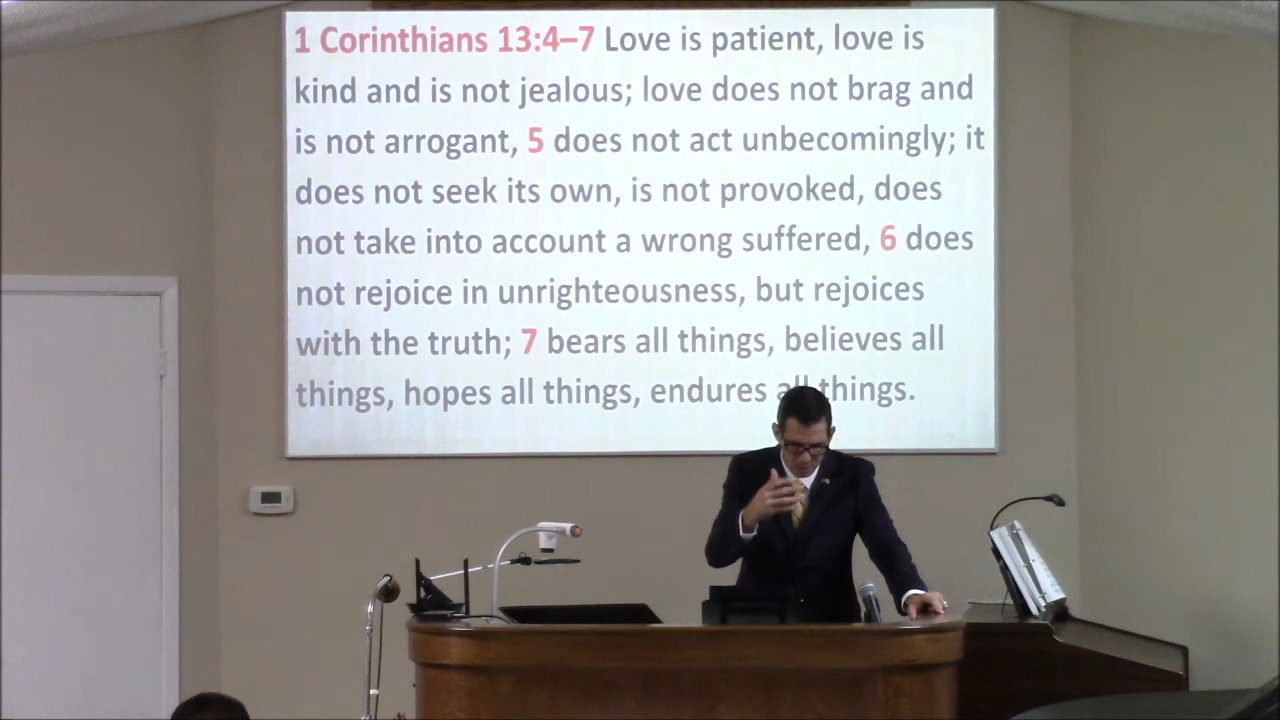 1 Corinthians 13:4–7 Love is patient, love is
kind and is not jealous; love does not brag and
is not arrogant, 5 does not act unbecomingly; it
does not seek its own, is not provoked, does
not take into account a wrong suffered, 6 does
not rejoice in unrighteousness, but rejoices
with the truth; 7 bears all things, believes all
things, hopes all things, endures all things.